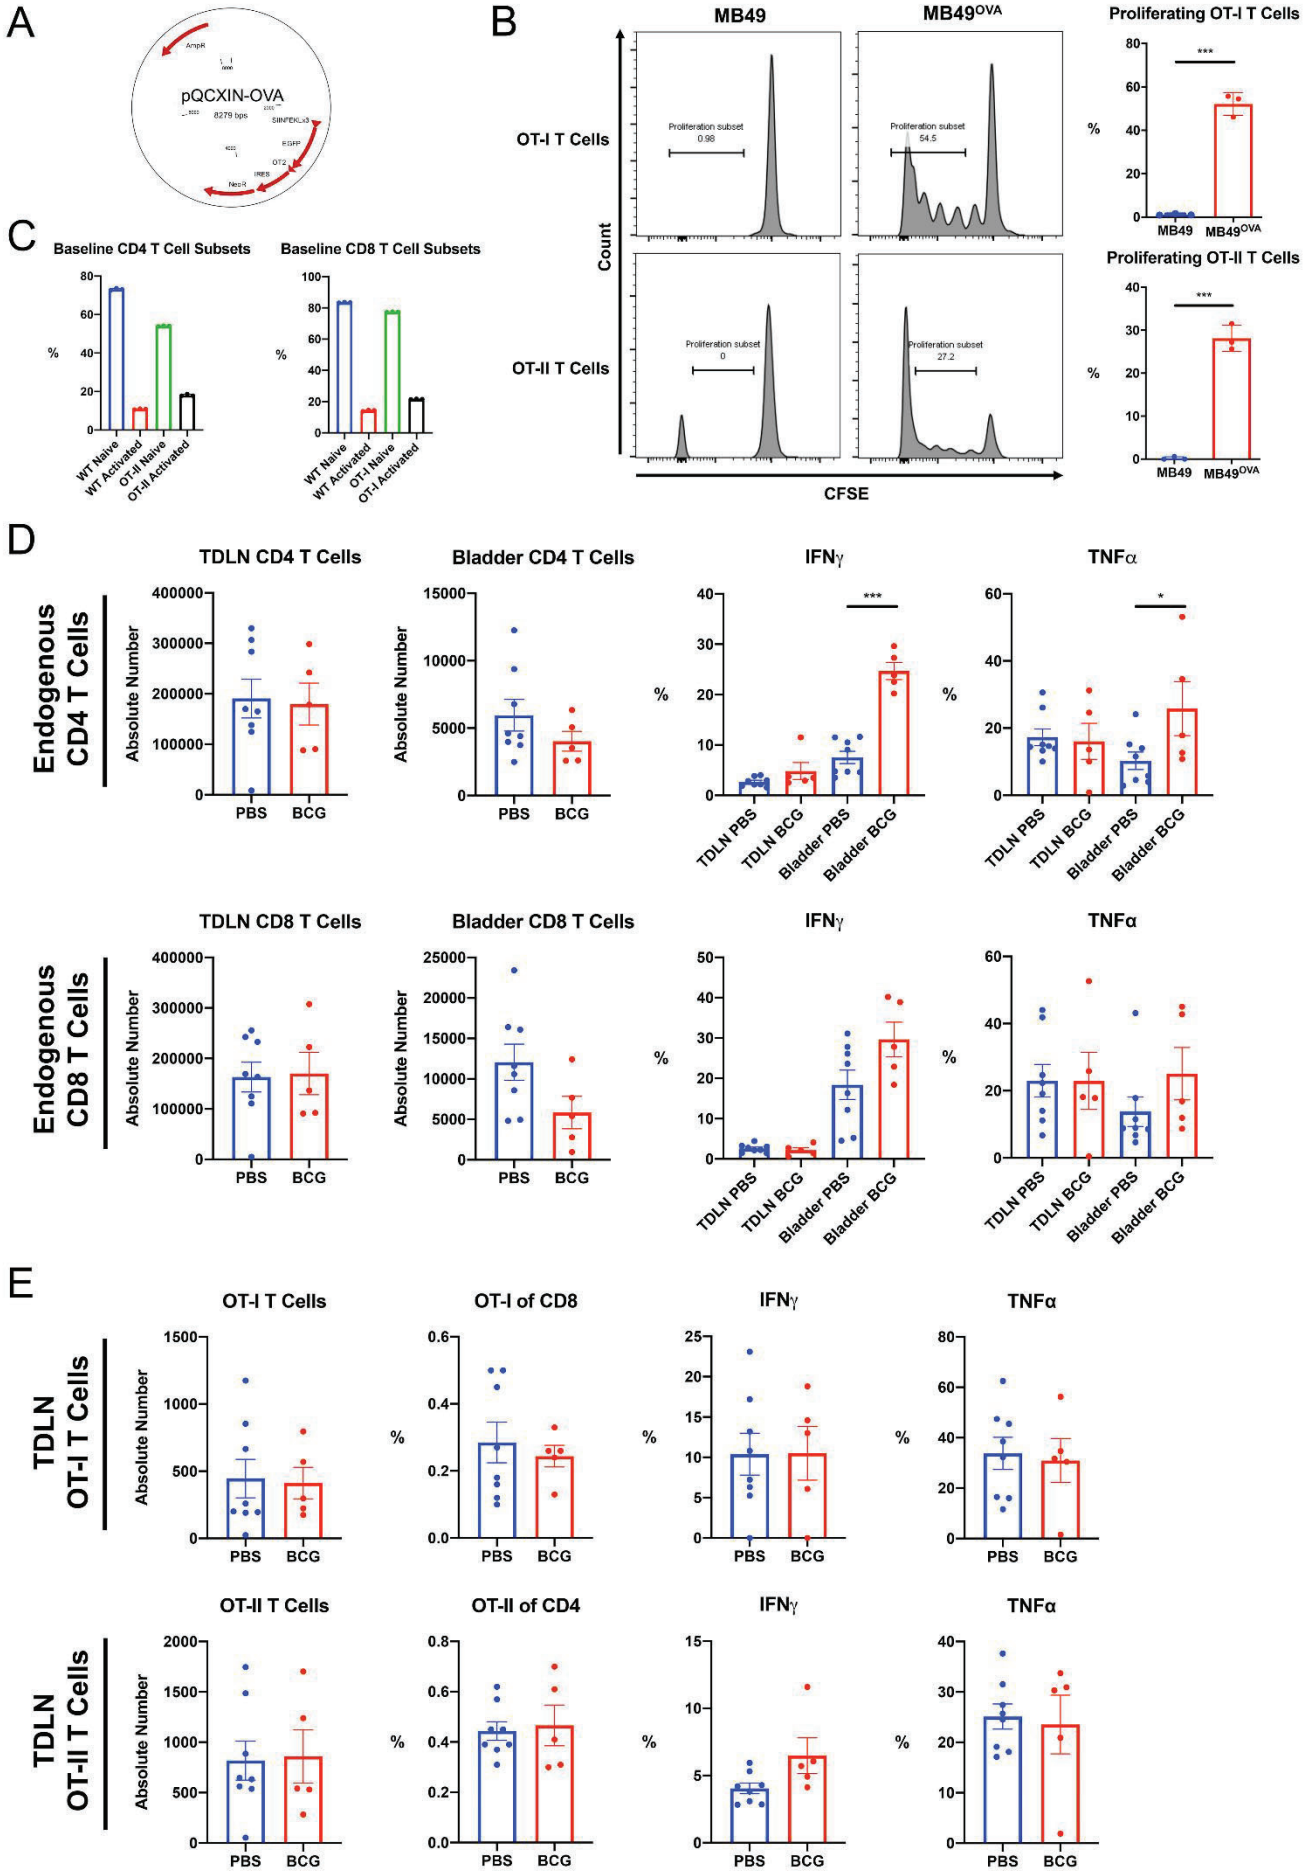 A
AmpR
8000
pQCXIN-OVA
8279 bps
2000
6000
4000
SIINFEKLx3
EGFP
OT2
IRES
NeoR
B
MB49
MB49OVA
Proliferating OT-I T Cells
OT-I T Cells
Proliferation subset
0.98
Proliferation subset
54.5
80
60
40
20
0
%
***
MB49
MB49OVA
OT-II T Cells
Proliferation subset
0
Proliferation subset
27.2
Count
CFSE
Proliferating OT-II T Cells
40
30
20
10
0
%
***
MB49
MB49OVA
C
Baseline CD4 T Cell Subsets
80
60
40
20
0
%
WT Naive
WT Activated
OT-II Naive
OT-II Activated
Baseline CD8 T Cell Subsets
100
80
60
40
20
0
%
WT Naive
WT Activated
OT-I Naive
OT-I Activated
D
Endogenous
CD4 T Cells
TDLN CD4 T Cells
Absolute Number
400000
300000
200000
100000
0
PBS
BCG
Bladder CD4 T Cells
Absolute Number
15000
10000
5000
0
PBS
BCG
IFNγ
%
40
30
20
10
0
***
TDLN PBS
TDLN BCG
Bladder PBS
Bladder BCG
TNFα
%
60
40
20
0
*
TDLN PBS
TDLN BCG
Bladder PBS
Bladder BCG
Endogenous
CD8 T Cells
TDLN CD8 T Cells
Absolute Number
400000
300000
200000
100000
0
PBS
BCG
Bladder CD8 T Cells
Absolute Number
25000
20000
15000
10000
5000
0
PBS
BCG
IFNγ
%
50
40
30
20
10
0
TDLN PBS
TDLN BCG
Bladder PBS
Bladder BCG
TNFα
%
60
40
20
0
TDLN PBS
TDLN BCG
Bladder PBS
Bladder BCG
E
TDLN
OT-I T Cells
OT-I T Cells
Absolute Number
1500
1000
500
0
PBS
BCG
OT-I of CD8
%
0.6
0.4
0.2
0.0
PBS
BCG
IFNγ
%
25
20
15
10
5
0
PBS
BCG
TNFα
%
80
60
40
20
0
PBS
BCG
TDLN
OT-II T Cells
OT-II T Cells
Absolute Number
2000
1500
1000
500
0
PBS
BCG
OT-II of CD4
%
0.8
0.6
0.4
0.2
0.0
PBS
BCG
IFNγ
%
15
10
5
0
PBS
BCG
TNFα
%
40
30
20
10
0
PBS
BCG